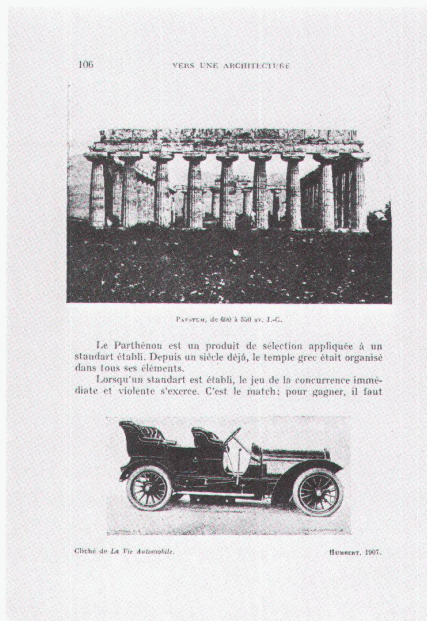 106
VERS UNE ARCHITECTURE
PAESTUM, de 600 à 550 av. J.-C.
Le Parthénon est un produit de sélection appliquée à un
standart établi. Depuis un siècle déjà, le temple grec était organisé
dans tous ses éléments.
Lorsqu'un standart est établi, le jeu de la concurrence immé-
diate et violente s'exerce. C'est le match; pour gagner, il faut
Cliché de La Vie Automobile.
HUMBERT, 1907.